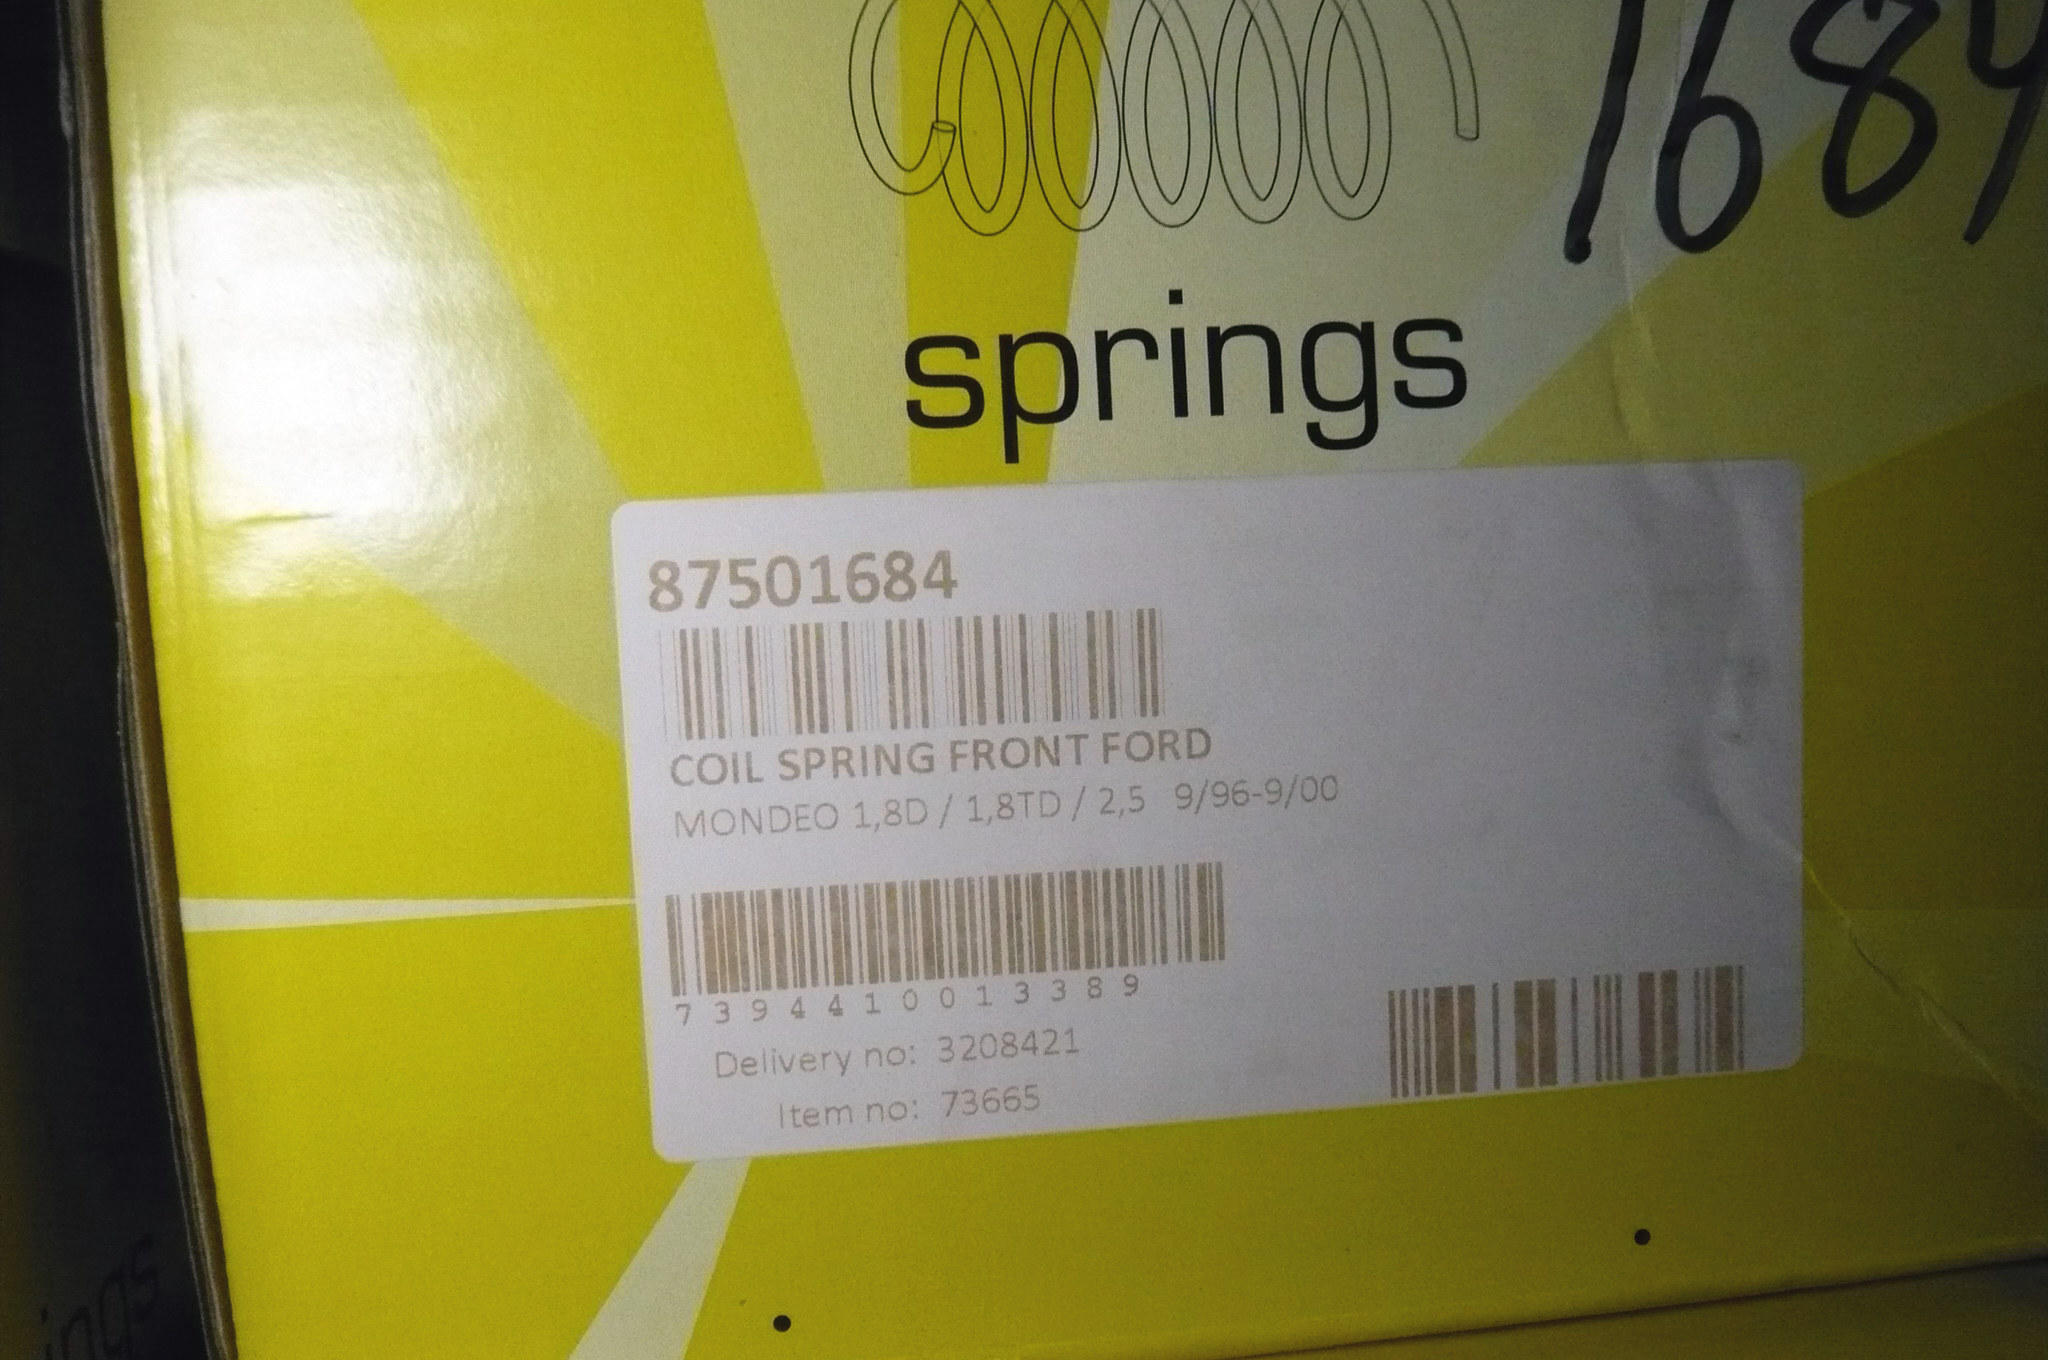 1684
springs
87501684
COIL SPRING FRONT FORD
MONDEO 1,8D / 1,8TD / 2,5 9/96-9/00
7394410013389
Delivery no: 3208421
Item no: 73665
ings